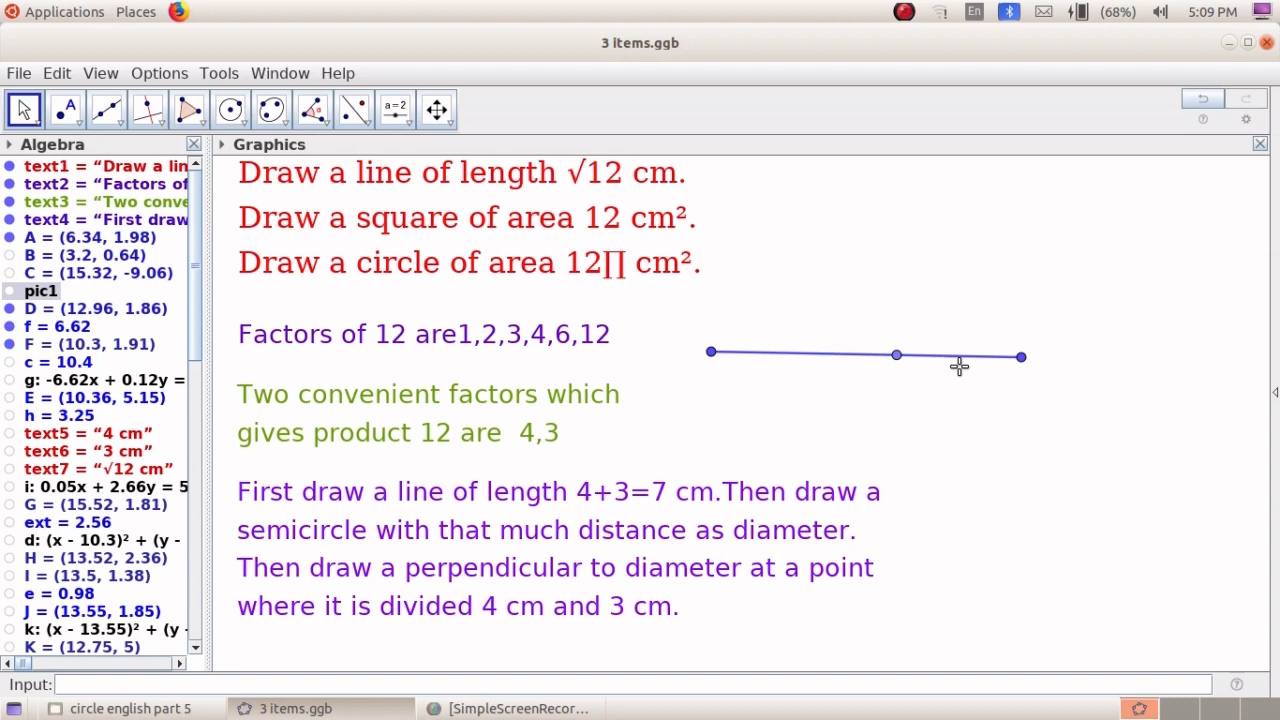 Applications Places En (68%) 5:09 PM
3 items.ggb
File Edit View Options Tools Window Help
A a=2
Algebra
text1 = “Draw a lin
text2 = “Factors of
text3 = “Two conve
text4 = “First draw
A = (6.34, 1.98)
B = (3.2, 0.64)
C = (15.32, -9.06)
pic1
D = (12.96, 1.86)
f = 6.62
F = (10.3, 1.91)
c = 10.4
g: -6.62x + 0.12y =
E = (10.36, 5.15)
h = 3.25
text5 = “4 cm”
text6 = “3 cm”
text7 = “√12 cm”
i: 0.05x + 2.66y = 5
G = (15.52, 1.81)
ext = 2.56
d: (x - 10.3)² + (y -
H = (13.52, 2.36)
I = (13.5, 1.38)
e = 0.98
J = (13.55, 1.85)
k: (x - 13.55)² + (y -
K = (12.75, 5)
Graphics
Draw a line of length √12 cm.
Draw a square of area 12 cm².
Draw a circle of area 12∏ cm².
Factors of 12 are1,2,3,4,6,12
Two convenient factors which
gives product 12 are 4,3
First draw a line of length 4+3=7 cm.Then draw a
semicircle with that much distance as diameter.
Then draw a perpendicular to diameter at a point
where it is divided 4 cm and 3 cm.
Input:
circle english part 5 3 items.ggb [SimpleScreenRecor...